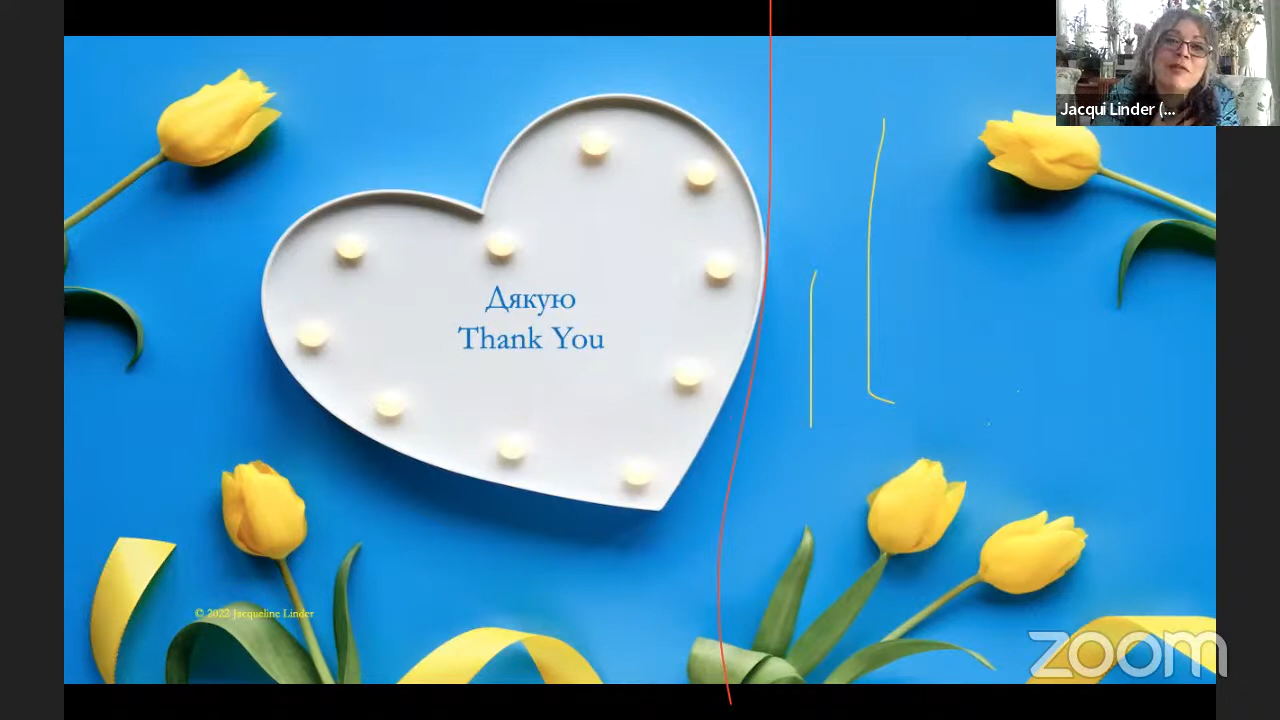 Jacqui Linder (...
Дякую
Thank You
© 2022 Jacqueline Linder
zoom